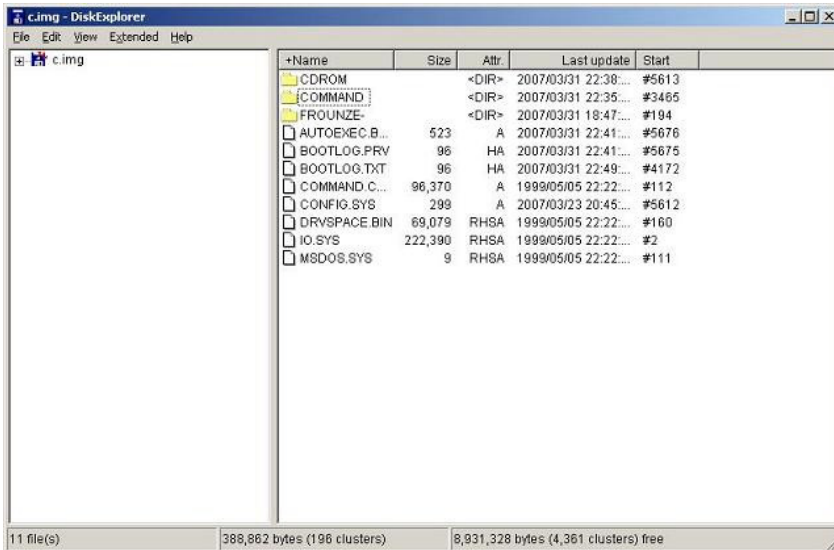 c.img - DiskExplorer
File Edit View Extended Help
c.img
+Name Size Attr. Last update Start
CDROM <DIR> 2007/03/31 22:38:... #5613
COMMAND <DIR> 2007/03/31 22:35:... #3465
FROUNZE- <DIR> 2007/03/31 18:47:... #194
AUTOEXEC.B... 523 A 2007/03/31 22:41:... #5676
BOOTLOG.PRV 96 HA 2007/03/31 22:41:... #5675
BOOTLOG.TXT 96 HA 2007/03/31 22:49:... #4172
COMMAND.C... 96,370 A 1999/05/05 22:22:... #112
CONFIG.SYS 299 A 2007/03/23 20:45:... #5612
DRVSPACE.BIN 69,079 RHSA 1999/05/05 22:22:... #160
IO.SYS 222,390 RHSA 1999/05/05 22:22:... #2
MSDOS.SYS 9 RHSA 1999/05/05 22:22:... #111
11 file(s) 388,862 bytes (196 clusters) 8,931,328 bytes (4,361 clusters) free